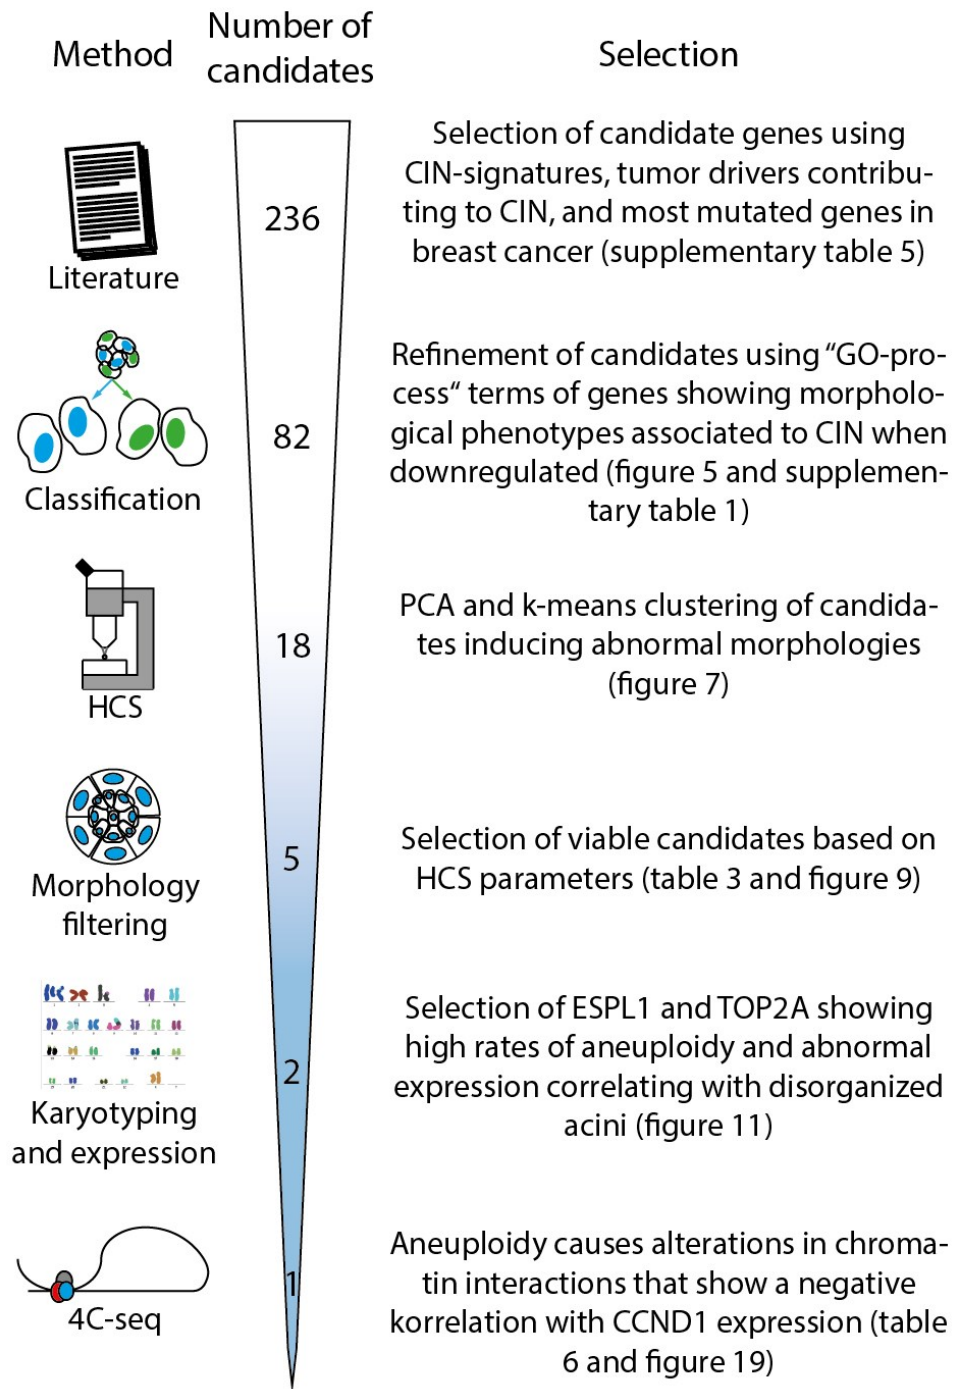 Method
Number of
candidates
Selection
Literature
236
Selection of candidate genes using
CIN-signatures, tumor drivers contribu-
ting to CIN, and most mutated genes in
breast cancer (supplementary table 5)
Classification
82
Refinement of candidates using “GO-pro-
cess“ terms of genes showing morpholo-
gical phenotypes associated to CIN when
downregulated (figure 5 and supplemen-
tary table 1)
HCS
18
PCA and k-means clustering of candida-
tes inducing abnormal morphologies
(figure 7)
Morphology
filtering
5
Selection of viable candidates based on
HCS parameters (table 3 and figure 9)
Karyotyping
and expression
2
Selection of ESPL1 and TOP2A showing
high rates of aneuploidy and abnormal
expression correlating with disorganized
acini (figure 11)
4C-seq
1
Aneuploidy causes alterations in chroma-
tin interactions that show a negative
korrelation with CCND1 expression (table
6 and figure 19)